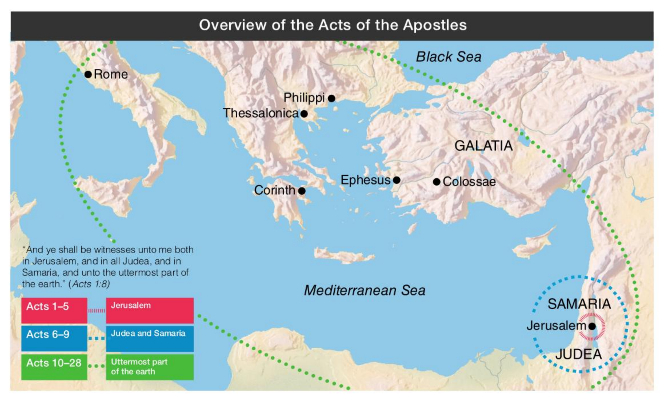 Overview of the Acts of the Apostles
Black Sea
Rome
Philippi
Thessalonica
GALATIA
Ephesus
Colossae
Corinth
"And ye shall be witnesses unto me both
in Jerusalem, and in all Judea, and in
Samaria, and unto the uttermost part of
the earth." (Acts 1:8)
Mediterranean Sea
SAMARIA
Jerusalem
JUDEA
Acts 1–5 Jerusalem
Acts 6–9 Judea and Samaria
Acts 10–28 Uttermost part
of the earth